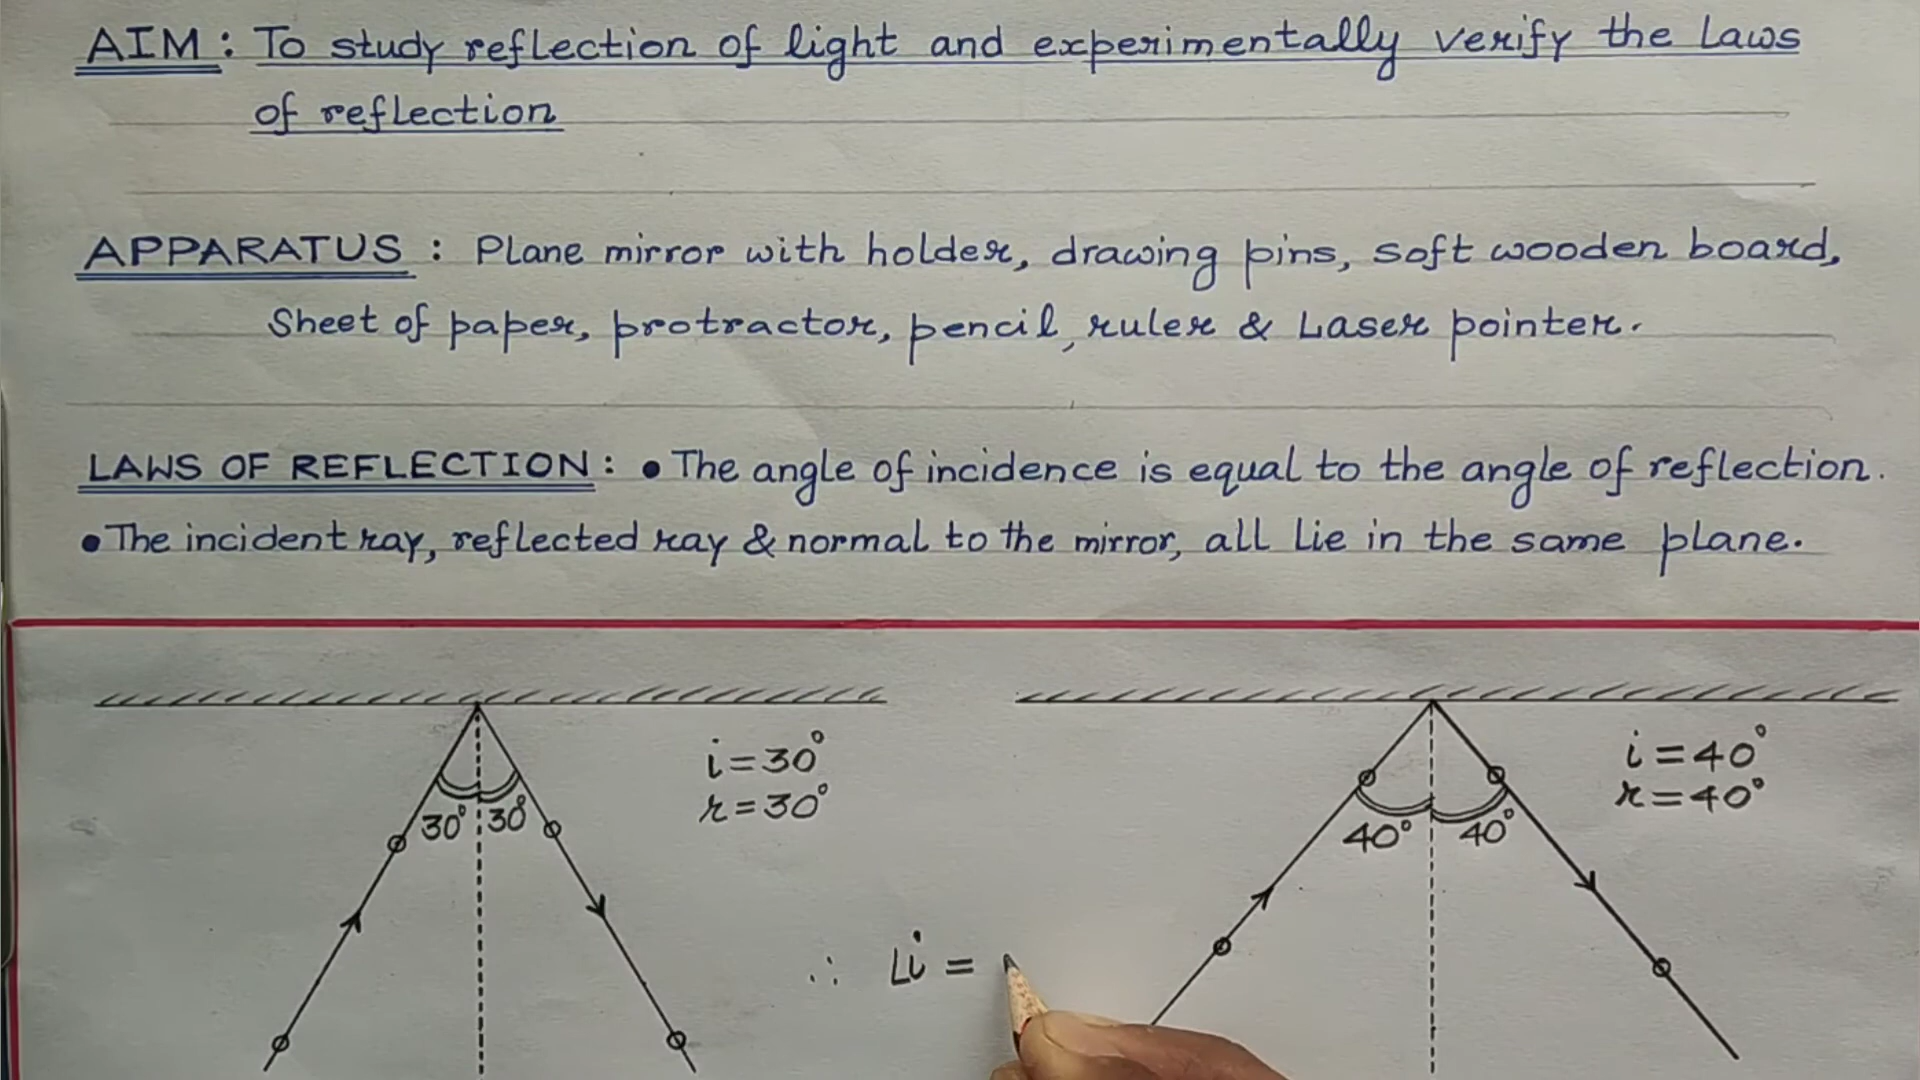 AIM : To study reflection of light and experimentally verify the Laws
of reflection
APPARATUS : Plane mirror with holder, drawing pins, soft wooden board,
Sheet of paper, protractor, pencil, ruler & Laser pointer.
LAWS OF REFLECTION : • The angle of incidence is equal to the angle of reflection.
• The incident ray, reflected ray & normal to the mirror, all lie in the same plane.
i = 30°
r = 30°
30° 30°
i = 40°
r = 40°
40° 40°
∴ ∠i =